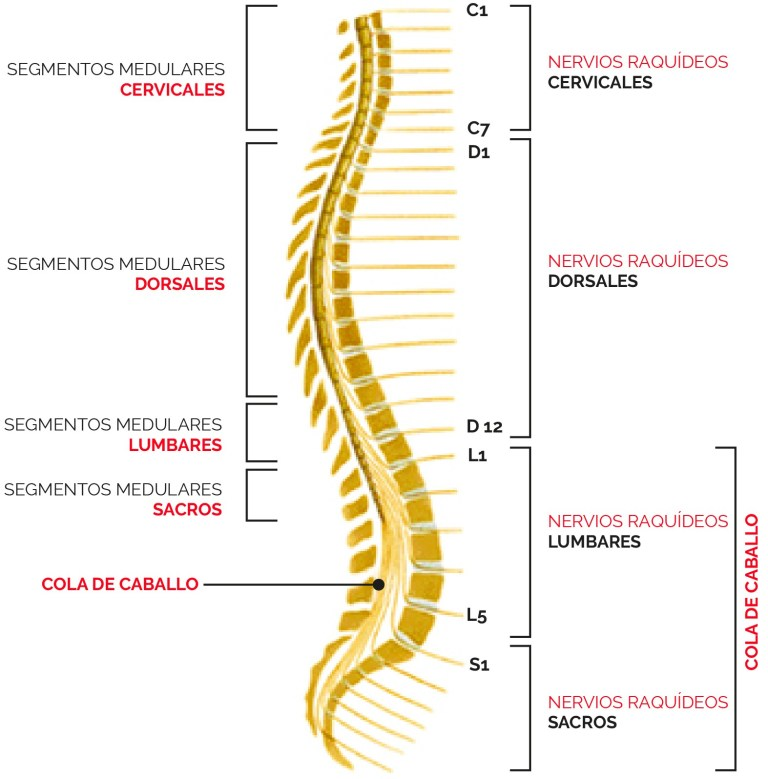 SEGMENTOS MEDULARES
CERVICALES
SEGMENTOS MEDULARES
DORSALES
SEGMENTOS MEDULARES
LUMBARES
SEGMENTOS MEDULARES
SACROS
COLA DE CABALLO
C1
C7
D1
D 12
L1
L5
S1
NERVIOS RAQUÍDEOS
CERVICALES
NERVIOS RAQUÍDEOS
DORSALES
NERVIOS RAQUÍDEOS
LUMBARES
NERVIOS RAQUÍDEOS
SACROS
COLA DE CABALLO